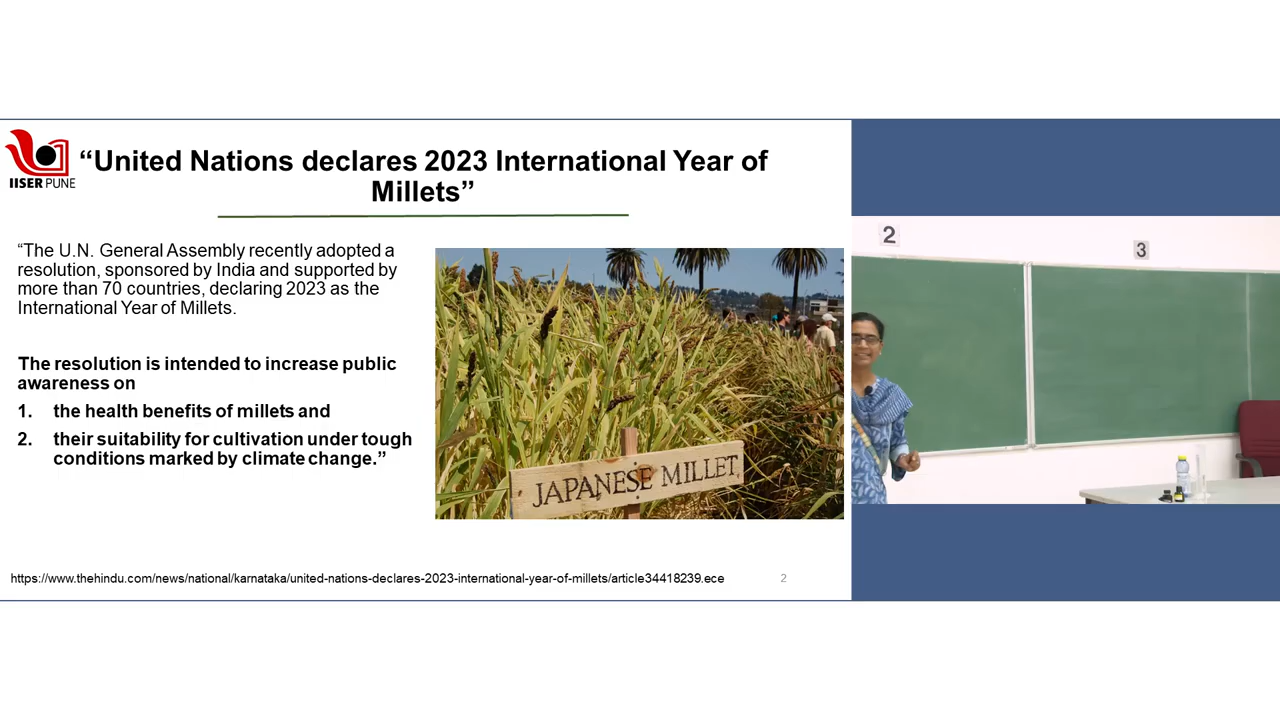 “United Nations declares 2023 International Year of
Millets”
IISER PUNE
“The U.N. General Assembly recently adopted a
resolution, sponsored by India and supported by
more than 70 countries, declaring 2023 as the
International Year of Millets.
The resolution is intended to increase public
awareness on
1. the health benefits of millets and
2. their suitability for cultivation under tough
conditions marked by climate change.”
JAPANESE MILLET
https://www.thehindu.com/news/national/karnataka/united-nations-declares-2023-international-year-of-millets/article34418239.ece
2
2
3